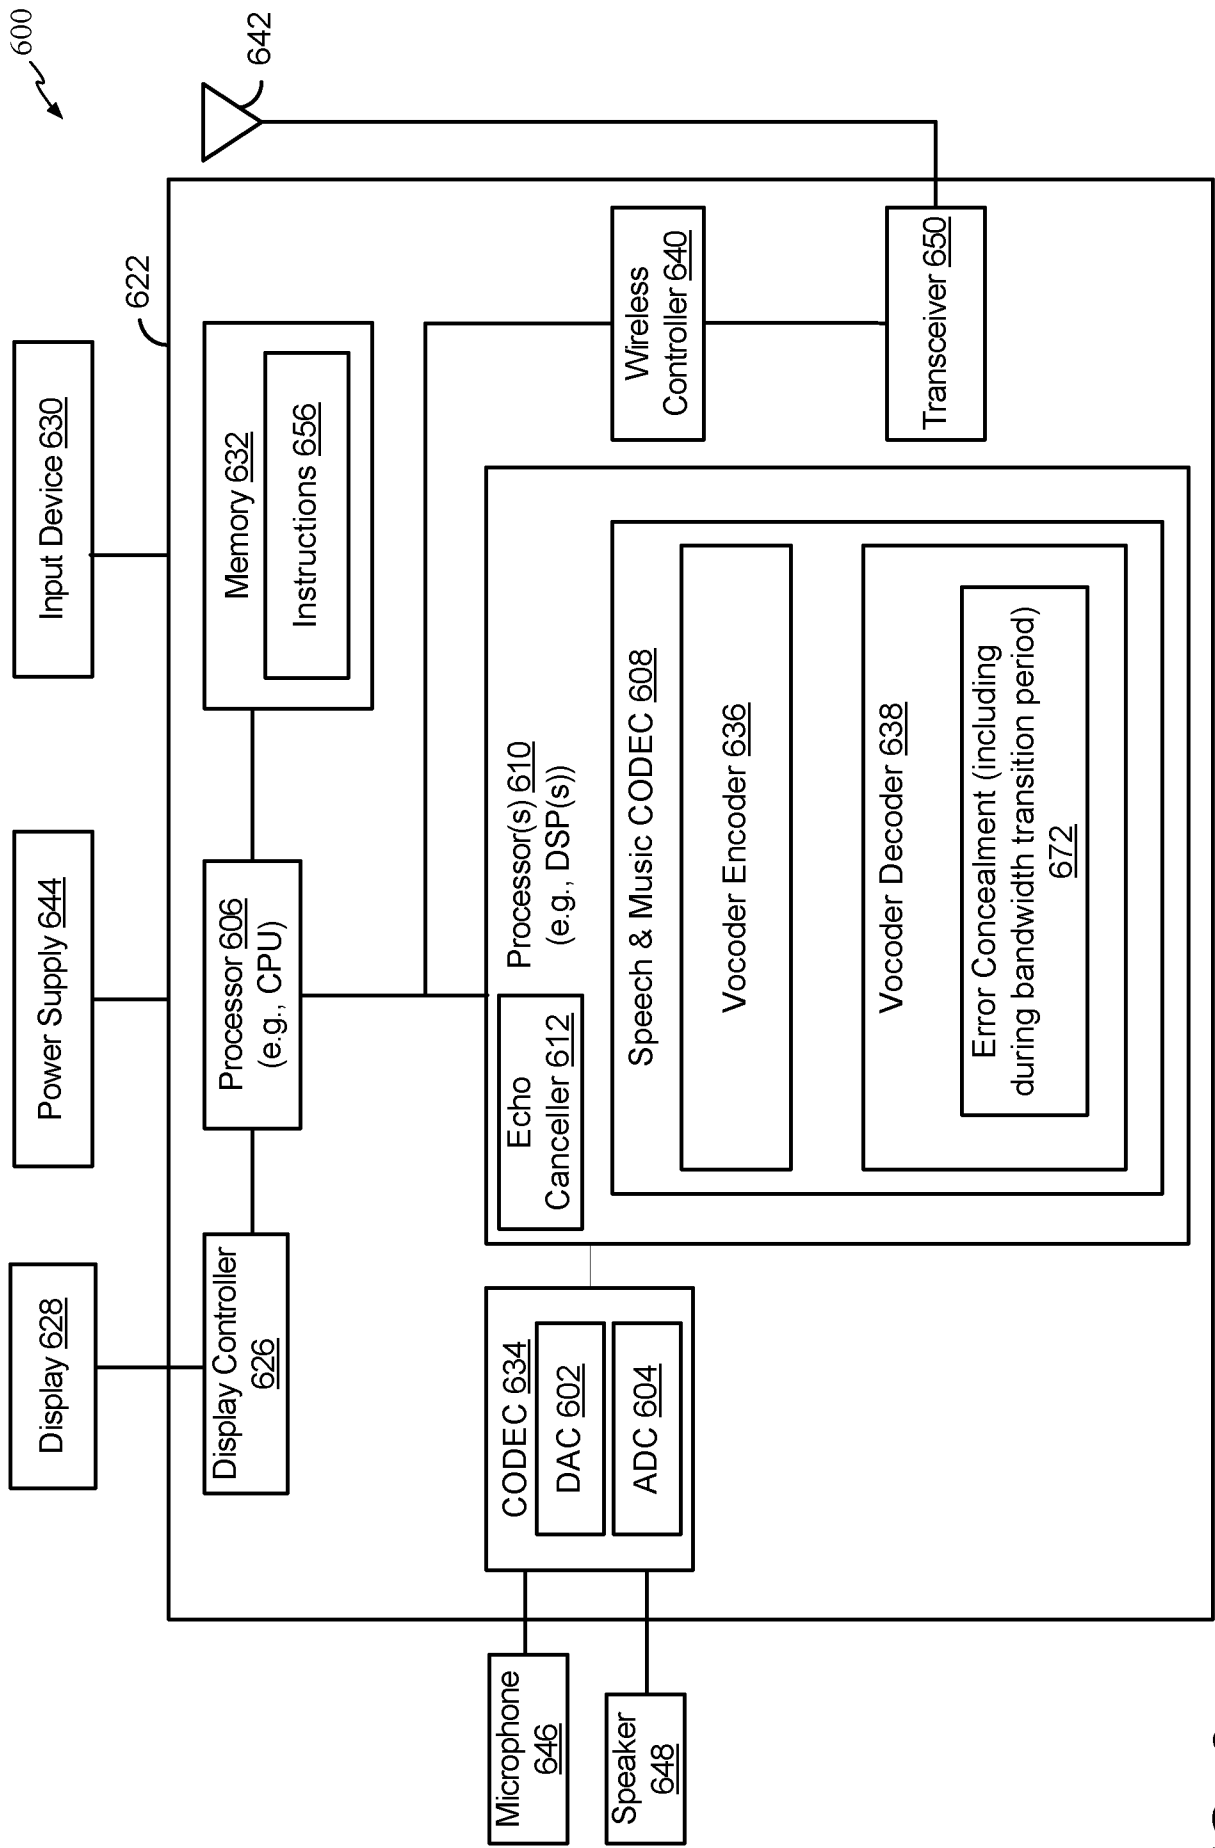 600
Display 628
Power Supply 644
Input Device 630
622
642
Display Controller
626
Processor 606
(e.g., CPU)
Memory 632
Instructions 656
Microphone
646
Speaker
648
CODEC 634
DAC 602
ADC 604
Echo
Canceller 612
Processor(s) 610
(e.g., DSP(s))
Speech & Music CODEC 608
Vocoder Encoder 636
Vocoder Decoder 638
Error Concealment (including
during bandwidth transition period)
672
Wireless
Controller 640
Transceiver 650